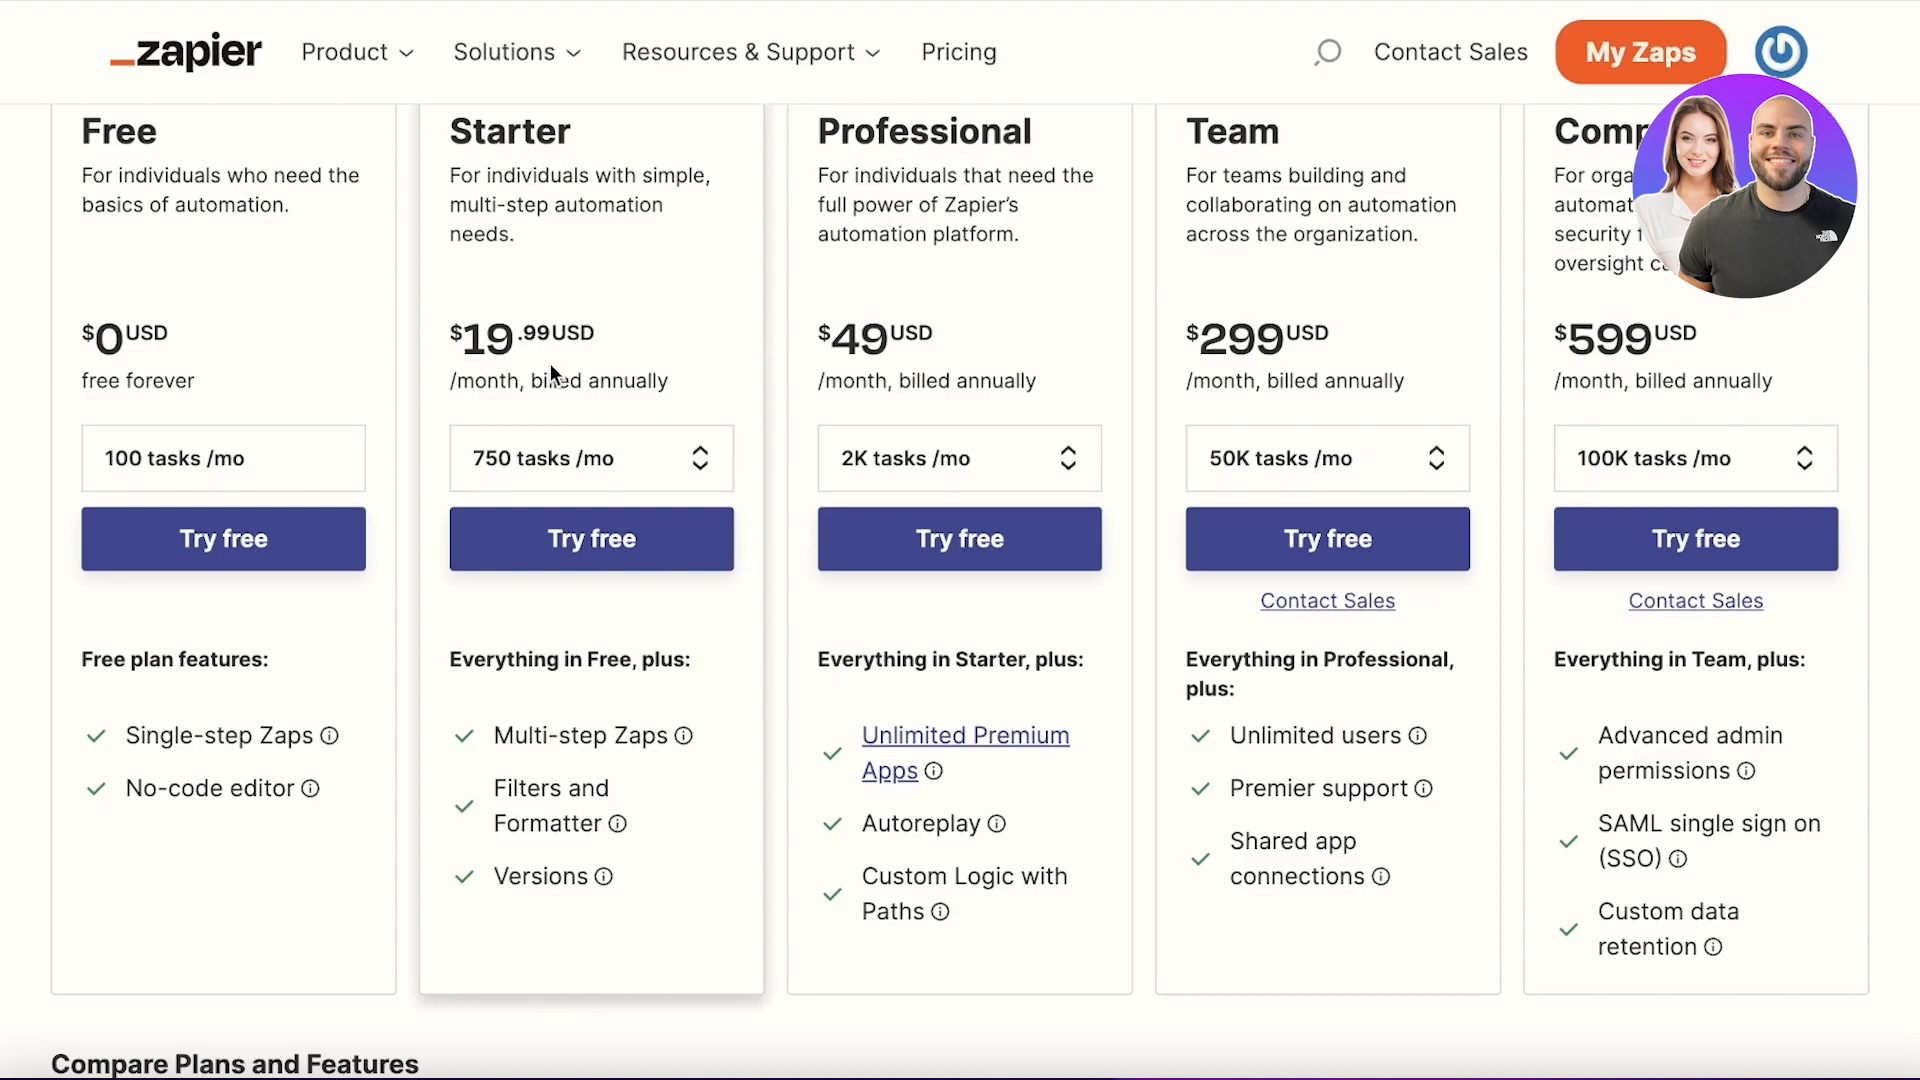 zapier
Product
Solutions
Resources & Support
Pricing
Contact Sales
My Zaps
Free
For individuals who need the
basics of automation.
$0USD
free forever
100 tasks /mo
Try free
Free plan features:
Single-step Zaps
No-code editor
Starter
For individuals with simple,
multi-step automation
needs.
$19.99USD
/month, billed annually
750 tasks /mo
Try free
Everything in Free, plus:
Multi-step Zaps
Filters and
Formatter
Versions
Professional
For individuals that need the
full power of Zapier’s
automation platform.
$49USD
/month, billed annually
2K tasks /mo
Try free
Everything in Starter, plus:
Unlimited Premium
Apps
Autoreplay
Custom Logic with
Paths
Team
For teams building and
collaborating on automation
across the organization.
$299USD
/month, billed annually
50K tasks /mo
Try free
Contact Sales
Everything in Professional,
plus:
Unlimited users
Premier support
Shared app
connections
For
security
oversight
$599USD
/month, billed annually
100K tasks /mo
Try free
Contact Sales
Everything in Team, plus:
Advanced admin
permissions
SAML single sign on
(SSO)
Custom data
retention
Compare Plans and Features